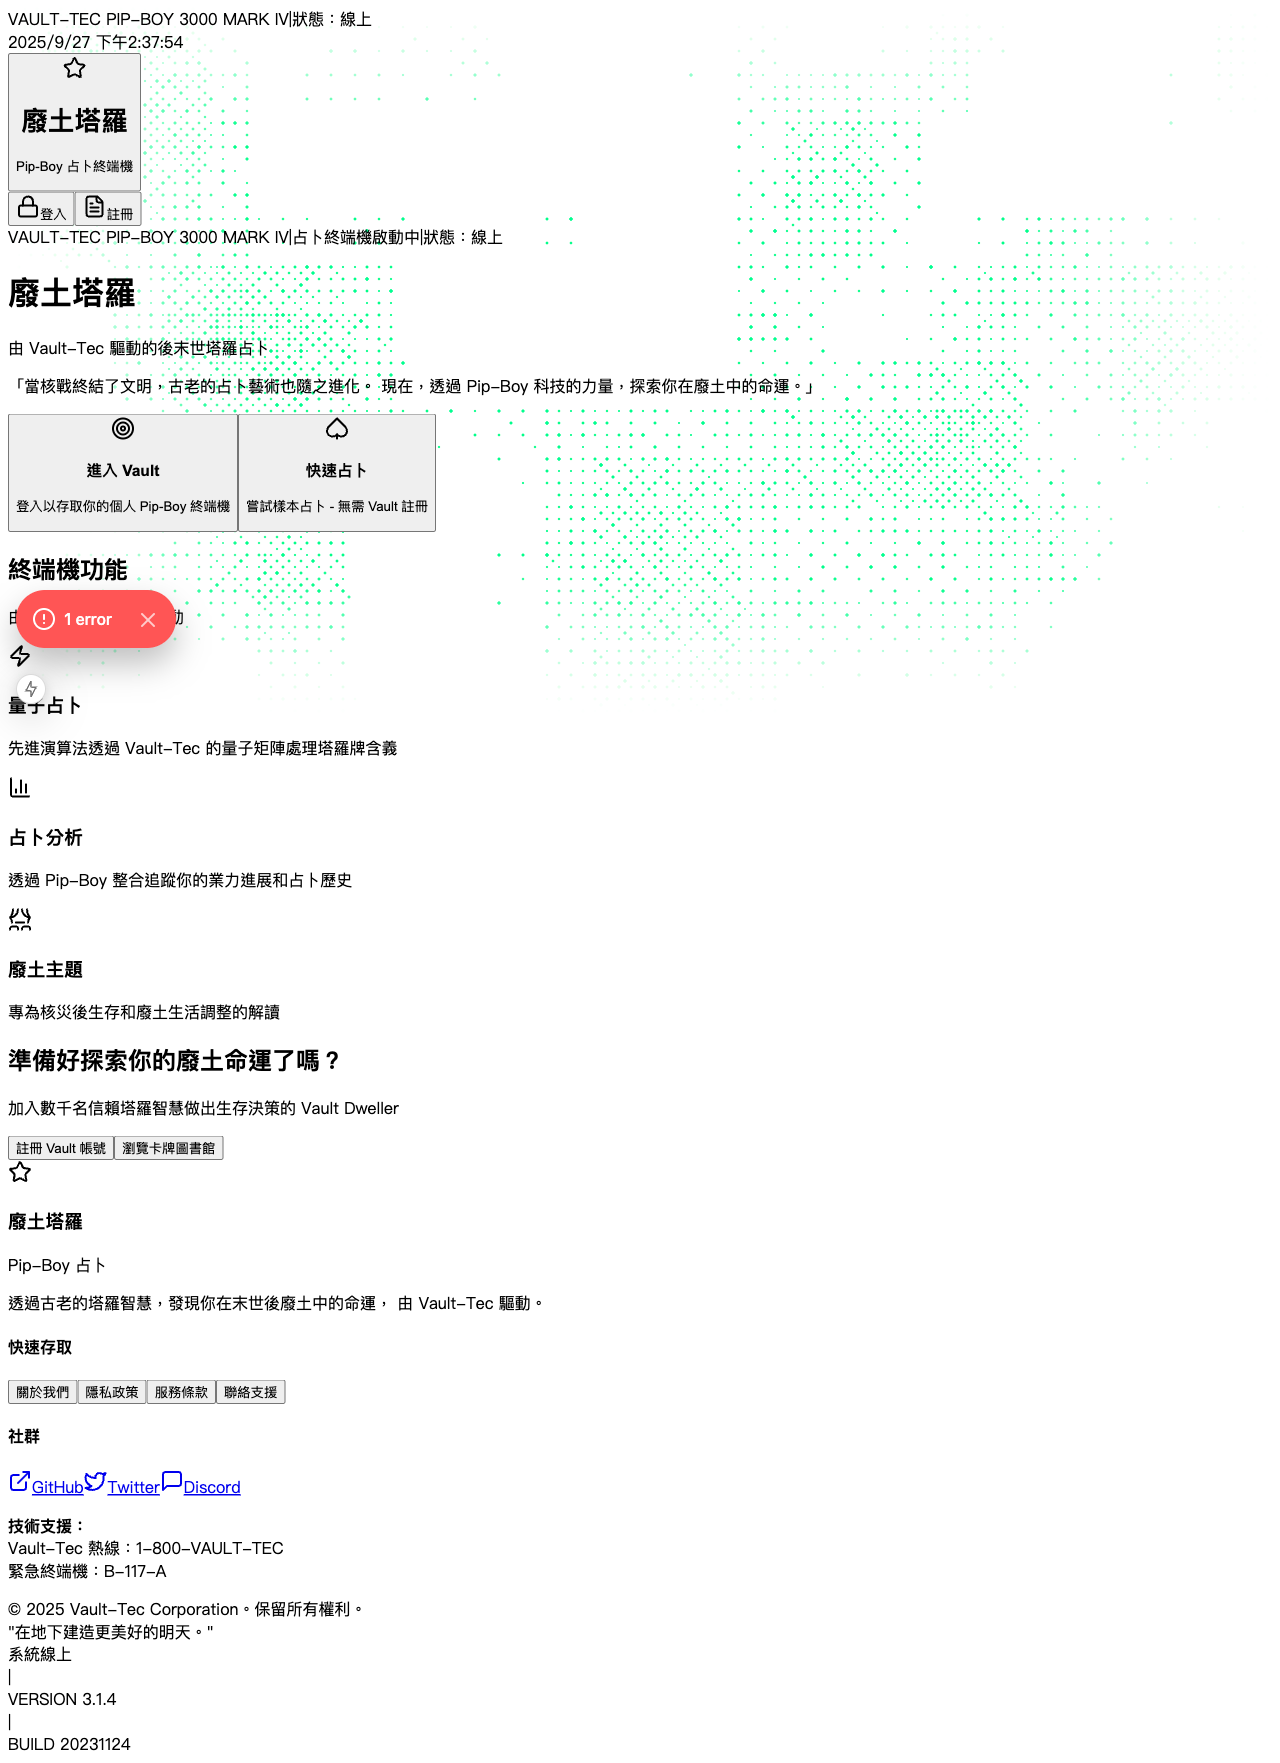 VAULT-TEC PIP-BOY 3000 MARK IV|狀態：線上
2025/9/27 下午2:37:54
廢土塔羅
Pip-Boy 占卜終端機
登入 註冊
VAULT-TEC PIP-BOY 3000 MARK IV|占卜終端機啟動中|狀態：線上
廢土塔羅
由 Vault-Tec 驅動的後末世塔羅占卜
「當核戰終結了文明，古老的占卜藝術也隨之進化。 現在，透過 Pip-Boy 科技的力量，探索你在廢土中的命運。」
進入 Vault
登入以存取你的個人 Pip-Boy 終端機
快速占卜
嘗試樣本占卜 - 無需 Vault 註冊
終端機功能
動
1 error
量子占卜
先進演算法透過 Vault-Tec 的量子矩陣處理塔羅牌含義
占卜分析
透過 Pip-Boy 整合追蹤你的業力進展和占卜歷史
廢土主題
專為核災後生存和廢土生活調整的解讀
準備好探索你的廢土命運了嗎？
加入數千名信賴塔羅智慧做出生存決策的 Vault Dweller
註冊 Vault 帳號 瀏覽卡牌圖書館
廢土塔羅
Pip-Boy 占卜
透過古老的塔羅智慧，發現你在末世後廢土中的命運， 由 Vault-Tec 驅動。
快速存取
關於我們 隱私政策 服務條款 聯絡支援
社群
GitHub Twitter Discord
技術支援：
Vault-Tec 熱線：1-800-VAULT-TEC
緊急終端機：B-117-A
© 2025 Vault-Tec Corporation。保留所有權利。
"在地下建造更美好的明天。"
系統線上
|
VERSION 3.1.4
|
BUILD 20231124